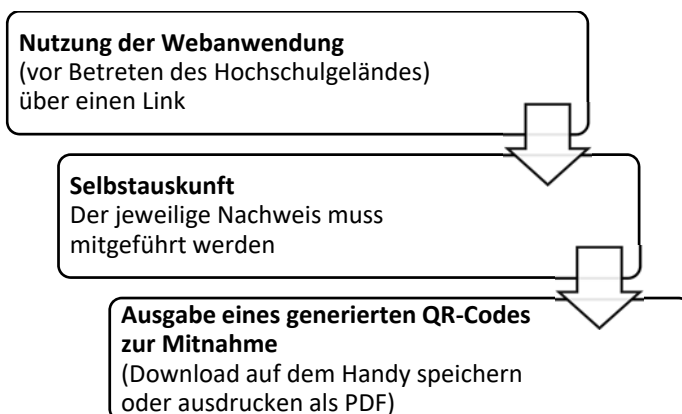 Nutzung der Webanwendung
(vor Betreten des Hochschulgeländes)
über einen Link
Selbstauskunft
Der jeweilige Nachweis muss
mitgeführt werden
Ausgabe eines generierten QR-Codes
zur Mitnahme
(Download auf dem Handy speichern
oder ausdrucken als PDF)